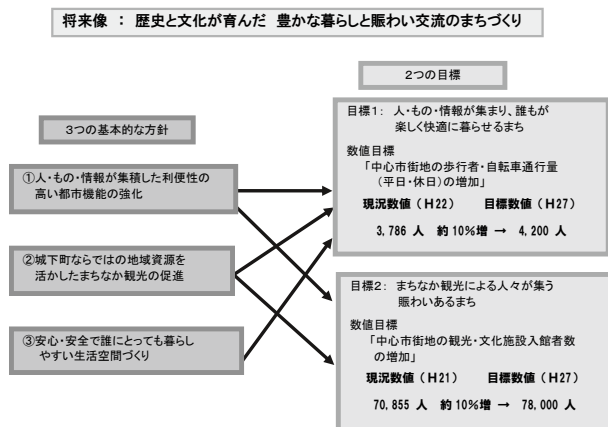 将来像 ： 歴史と文化が育んだ 豊かな暮らしと賑わい交流のまちづくり
2つの目標
3つの基本的な方針
①人・もの・情報が集積した利便性の
高い都市機能の強化
②城下町ならではの地域資源を
活かしたまちなか観光の促進
③安心・安全で誰にとっても暮らし
やすい生活空間づくり
目標1： 人・もの・情報が集まり、誰もが
楽しく快適に暮らせるまち
数値目標
「中心市街地の歩行者・自転車通行量
（平日・休日）の増加」
現況数値（H22） 目標数値（H27）
3,786 人 約10％増 → 4,200 人
目標2： まちなか観光による人々が集う
賑わいあるまち
数値目標
「中心市街地の観光・文化施設入館者数
の増加」
現況数値（H21） 目標数値（H27）
70,855 人 約10％増 → 78,000 人